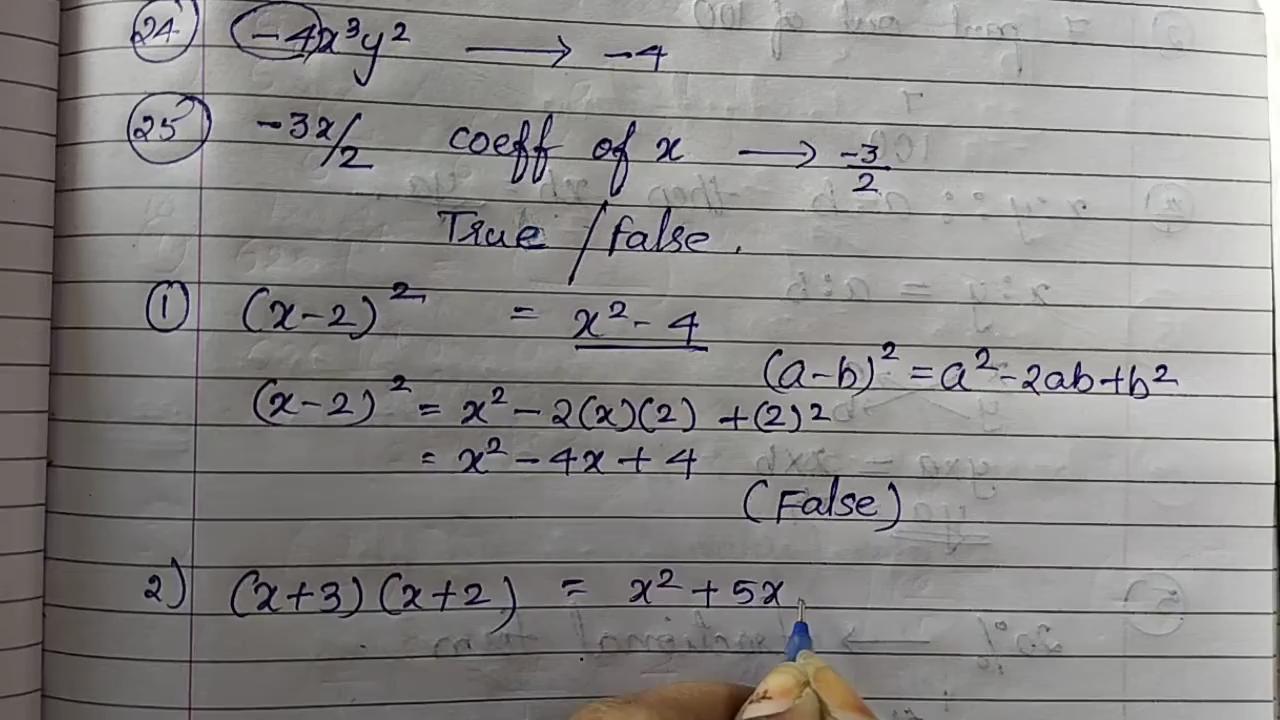 24) -4x³y² → -4
25) -3x/2 coeff of x → -3/2
True / false.
① (x-2)² = x² - 4
(a-b)² = a² - 2ab + b²
(x-2)² = x² - 2(x)(2) + (2)²
= x² - 4x + 4
(False)
2) (x+3)(x+2) = x² + 5x